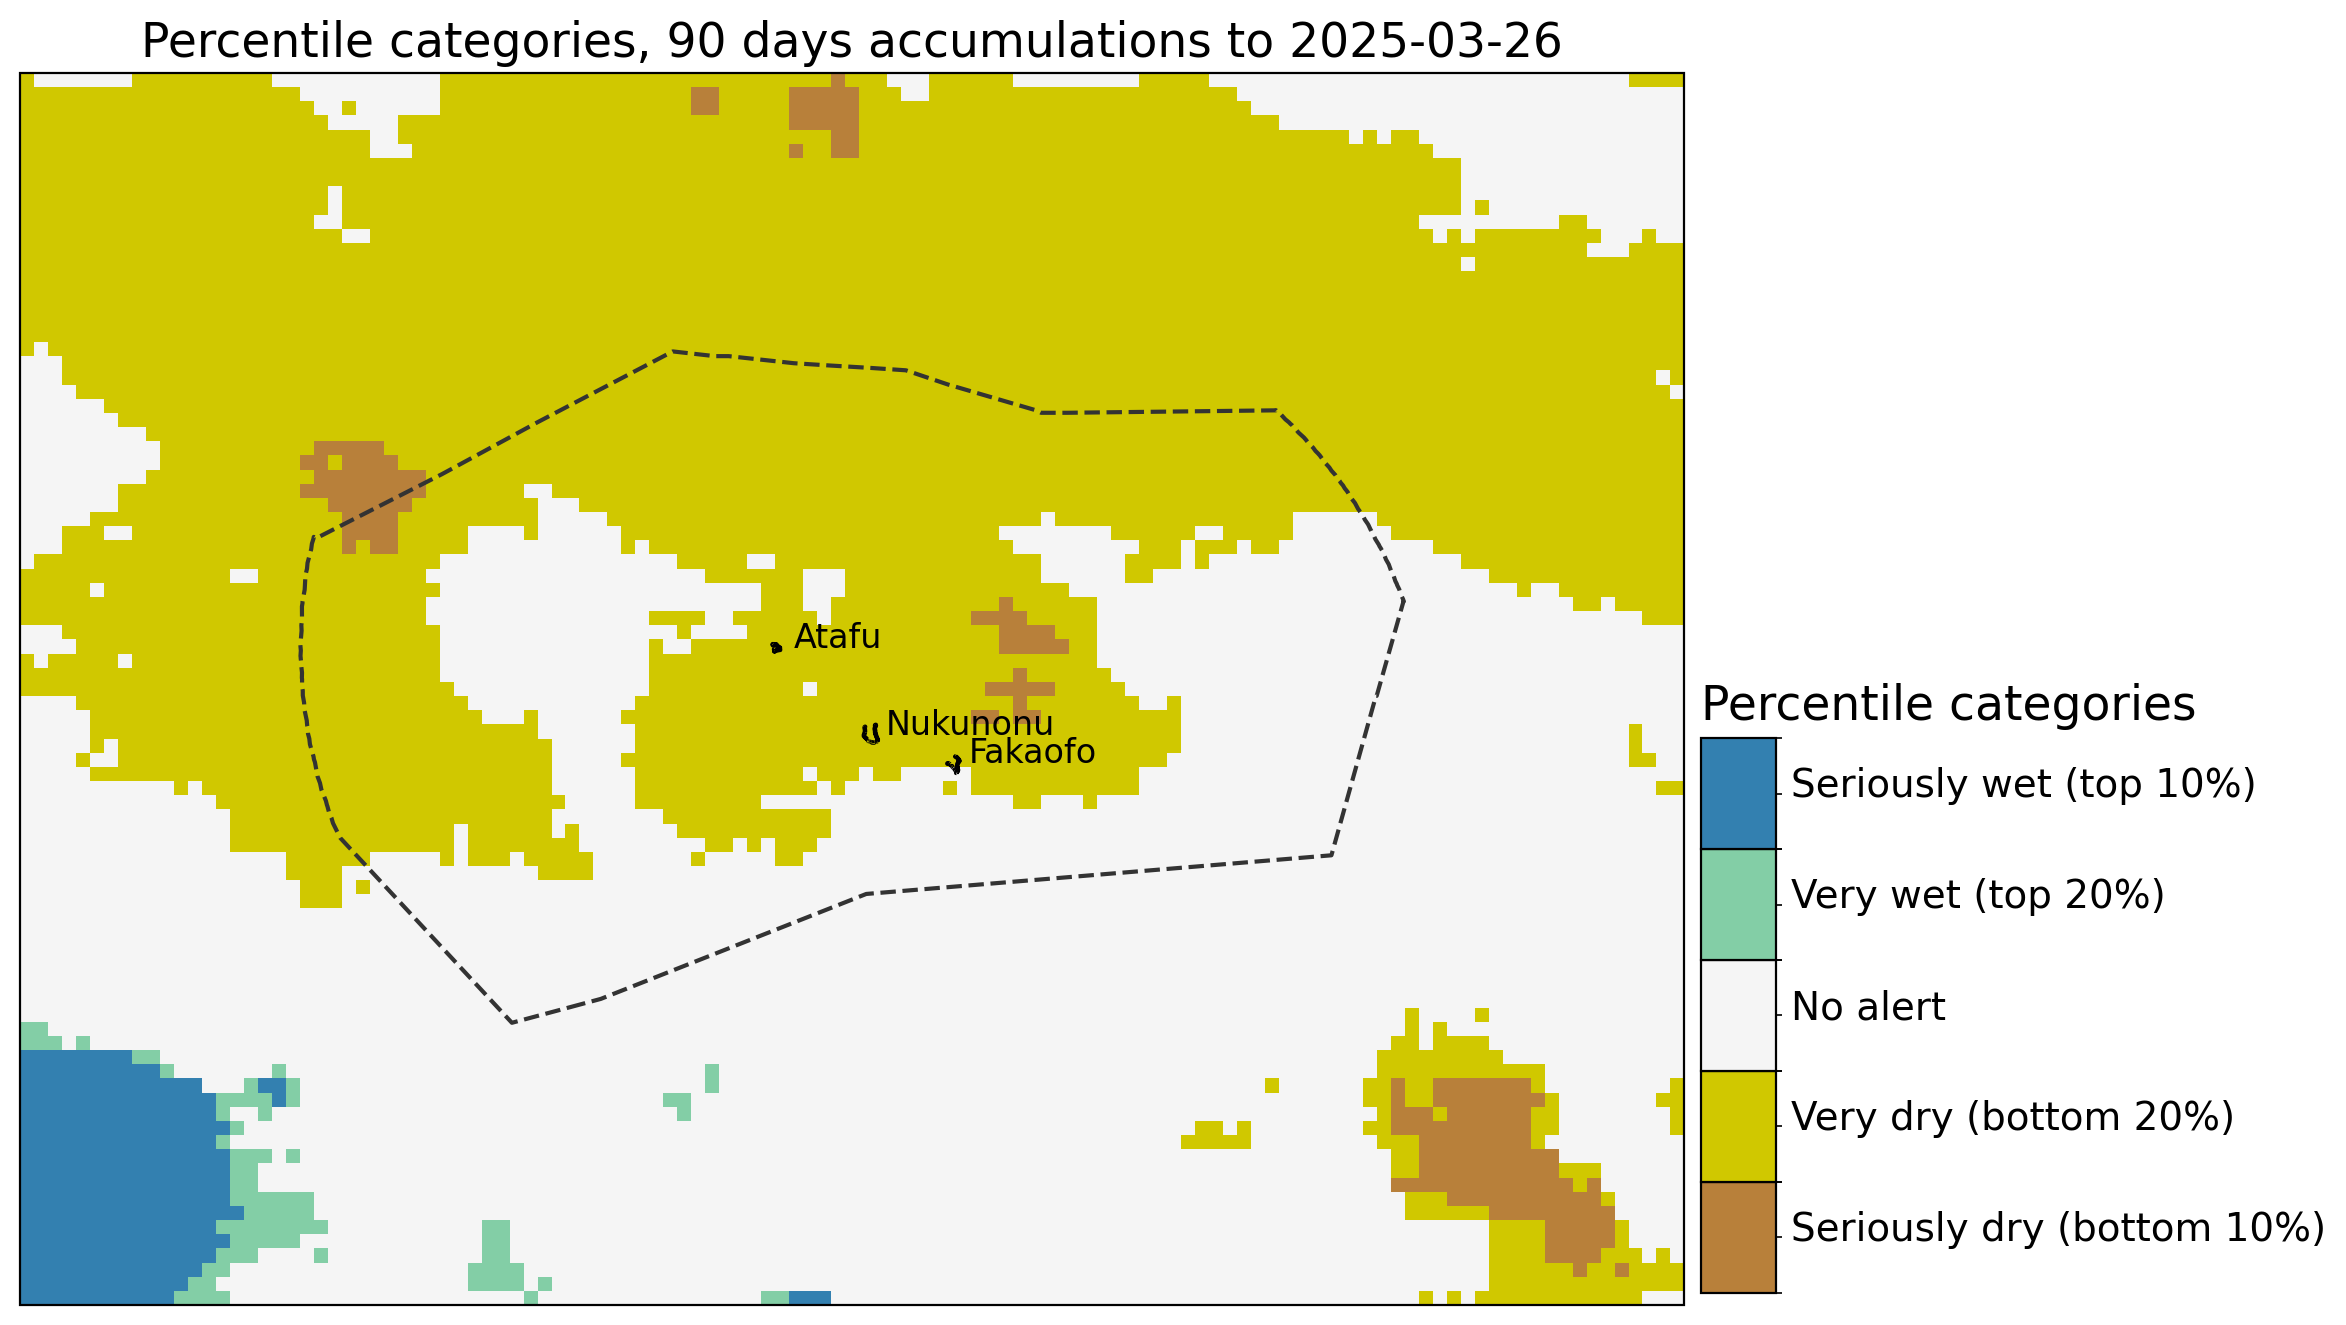 Percentile categories, 90 days accumulations to 2025-03-26
Atafu
Nukunonu
Fakaofo
Percentile categories
Seriously wet (top 10%)
Very wet (top 20%)
No alert
Very dry (bottom 20%)
Seriously dry (bottom 10%)